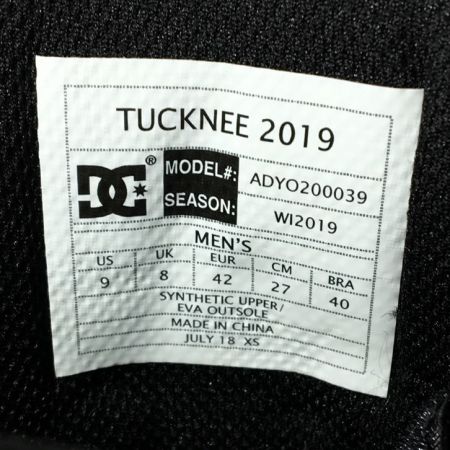 TUCKNEE 2019
DC®
MODEL#: ADYO200039
SEASON: WI2019
MEN'S
US UK EUR CM BRA
9 8 42 27 40
SYNTHETIC UPPER/
EVA OUTSOLE
MADE IN CHINA
JULY 18 XS